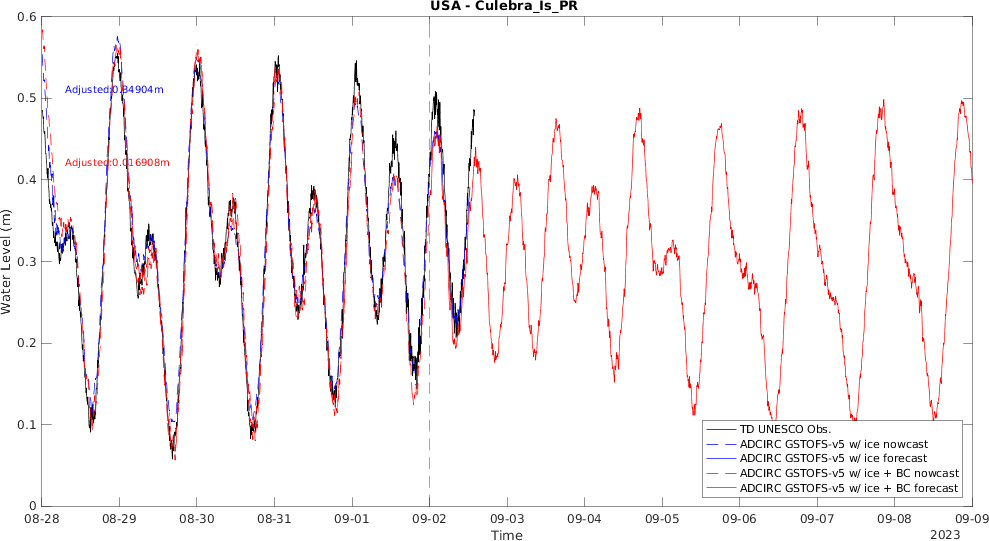 USA - Culebra_Is_PR
0.6
0.5
0.4
0.3
0.2
0.1
0
Water Level (m)
Adjusted:0.34904m
Adjusted:0.016908m
TD UNESCO Obs.
ADCIRC GSTOFS-v5 w/ ice nowcast
ADCIRC GSTOFS-v5 w/ ice forecast
ADCIRC GSTOFS-v5 w/ ice + BC nowcast
ADCIRC GSTOFS-v5 w/ ice + BC forecast
08-28 08-29 08-30 08-31 09-01 09-02 09-03 09-04 09-05 09-06 09-07 09-08 09-09
Time
2023